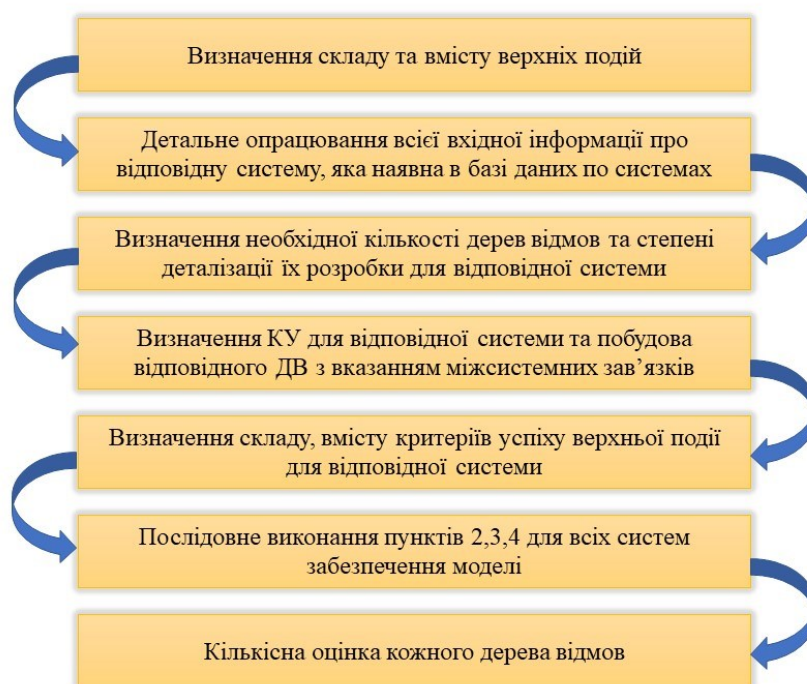 Визначення складу та вмісту верхніх подій
Детальне опрацювання всієї вхідної інформації про
відповідну систему, яка наявна в базі даних по системах
Визначення необхідної кількості дерев відмов та степені
деталізації їх розробки для відповідної системи
Визначення КУ для відповідної системи та побудова
відповідного ДВ з вказанням міжсистемних зав’язків
Визначення складу, вмісту критеріїв успіху верхньої події
для відповідної системи
Послідовне виконання пунктів 2,3,4 для всіх систем
забезпечення моделі
Кількісна оцінка кожного дерева відмов